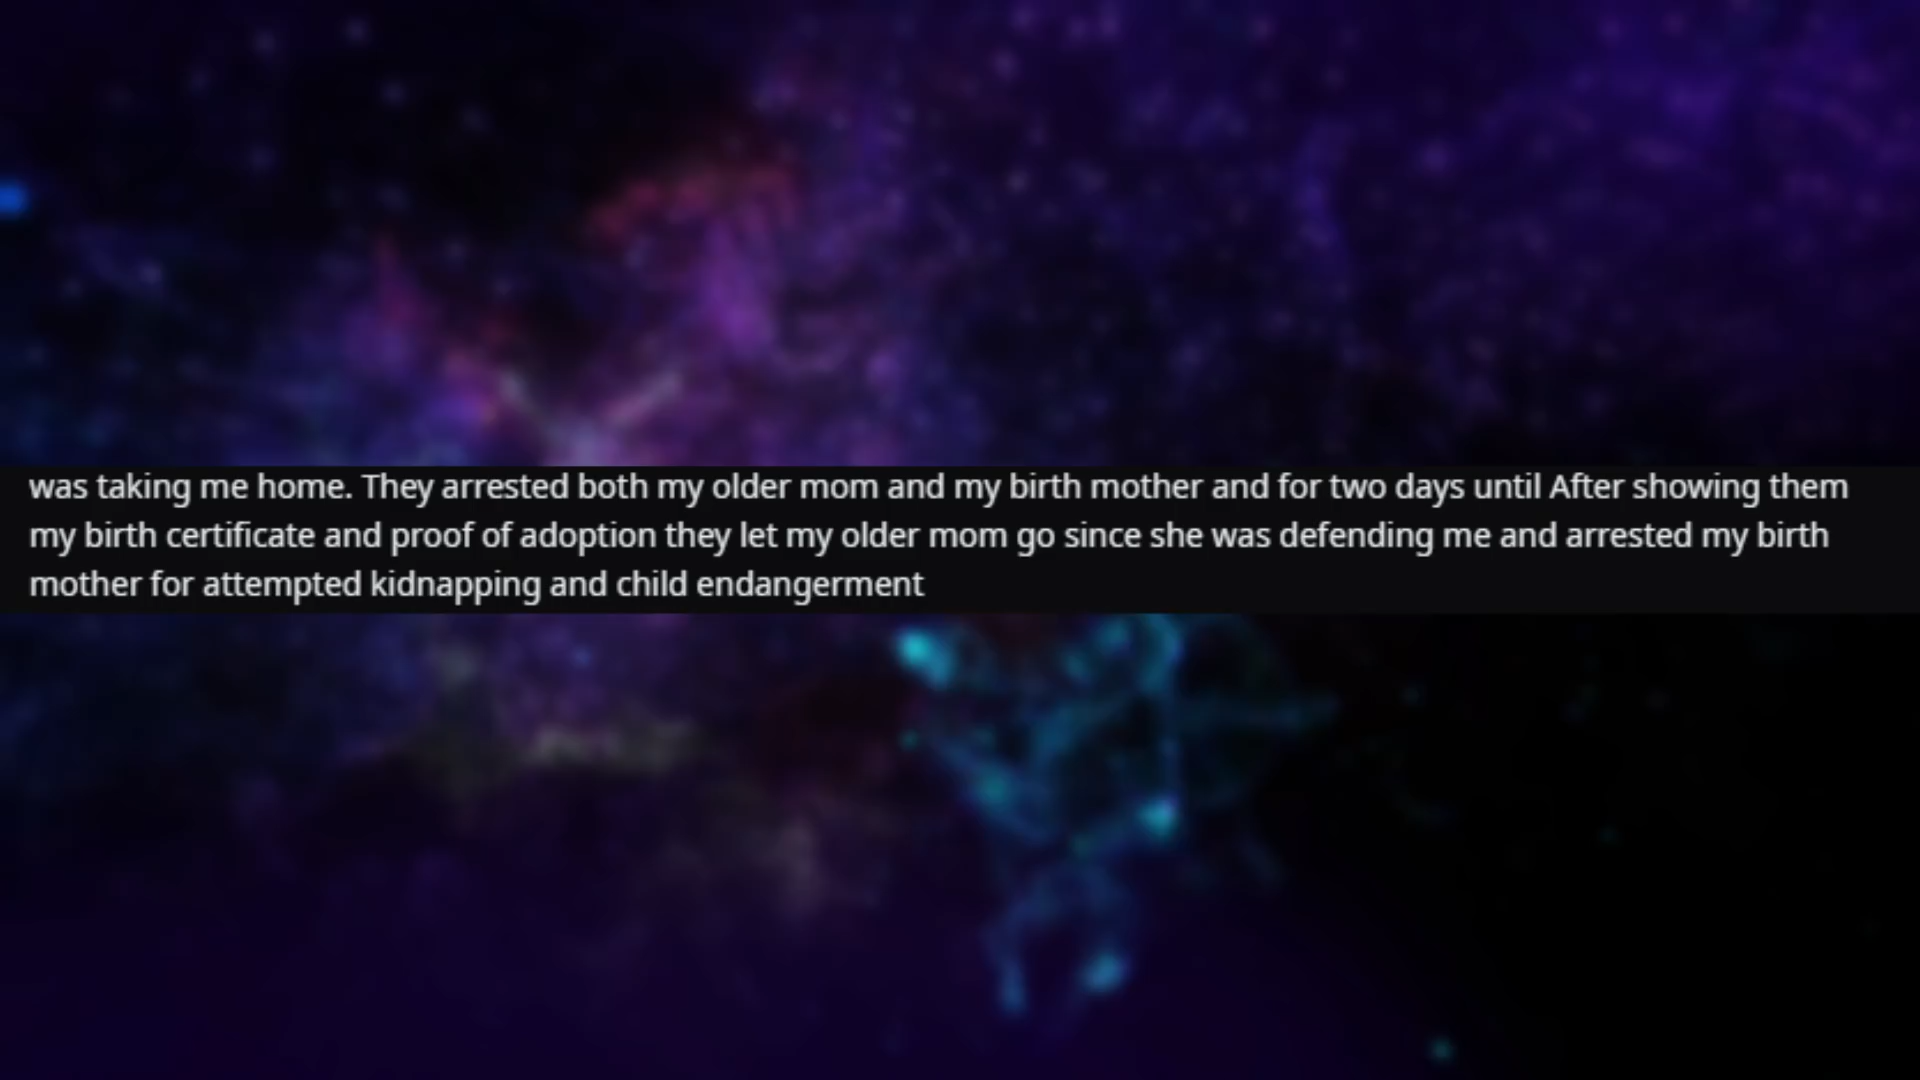 was taking me home. They arrested both my older mom and my birth mother and for two days until After showing them
my birth certificate and proof of adoption they let my older mom go since she was defending me and arrested my birth
mother for attempted kidnapping and child endangerment